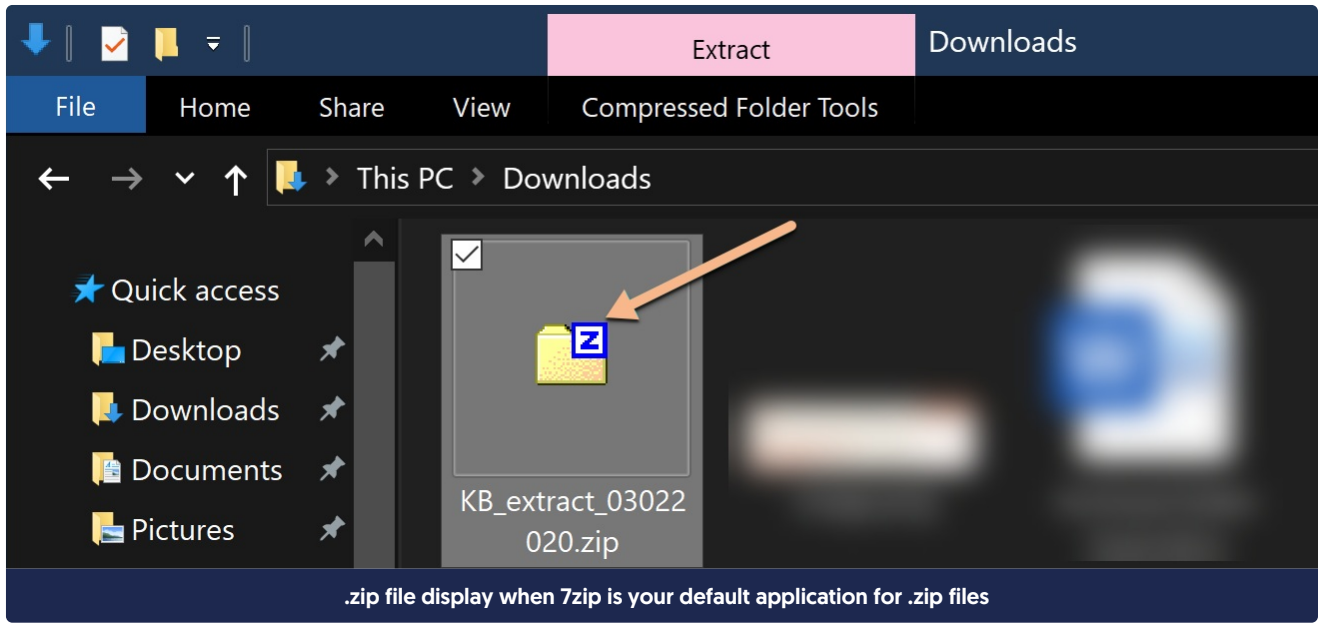 Extract
Downloads
File Home Share View Compressed Folder Tools
This PC Downloads
Quick access
Desktop
Downloads
Documents
Pictures
Z
KB_extract_03022
020.zip
.zip file display when 7zip is your default application for .zip files